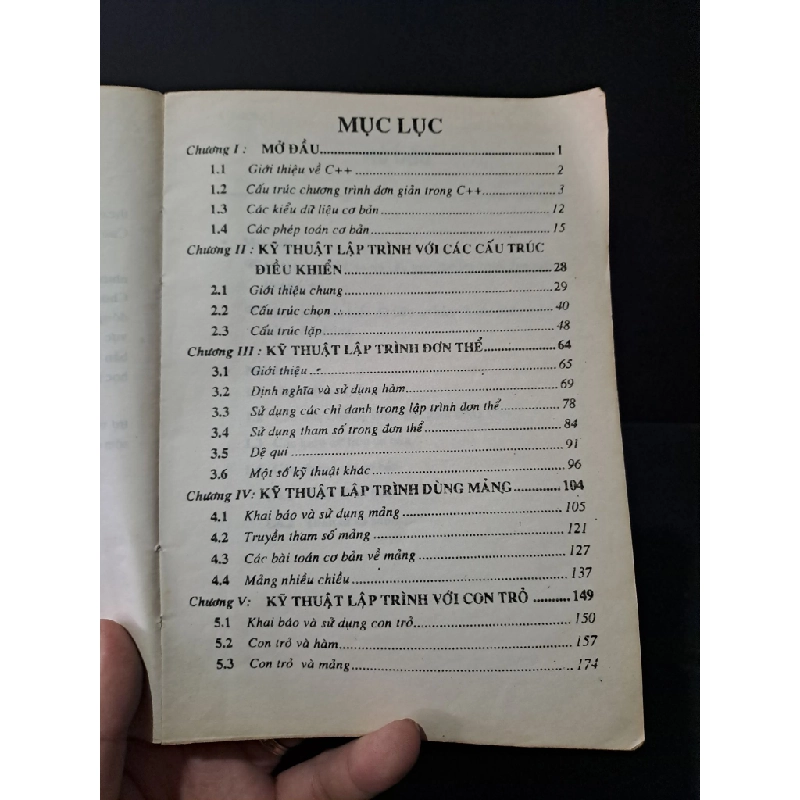 MỤC LỤC
Chương I : MỞ ĐẦU..........1
1.1 Giới thiệu về C++..........2
1.2 Cấu trúc chương trình đơn giản trong C++..........3
1.3 Các kiểu dữ liệu cơ bản..........12
1.4 Các phép toán cơ bản..........15
Chương II : KỸ THUẬT LẬP TRÌNH VỚI CÁC CẤU TRÚC
ĐIỀU KHIỂN..........28
2.1 Giới thiệu chung..........29
2.2 Cấu trúc chọn..........40
2.3 Cấu trúc lặp..........48
Chương III : KỸ THUẬT LẬP TRÌNH ĐƠN THỂ..........64
3.1 Giới thiệu..........65
3.2 Định nghĩa và sử dụng hàm..........69
3.3 Sử dụng các chỉ danh trong lập trình đơn thể..........78
3.4 Sử dụng tham số trong đơn thể..........84
3.5 Đệ qui..........91
3.6 Một số kỹ thuật khác..........96
Chương IV: KỸ THUẬT LẬP TRÌNH DÙNG MẢNG..........104
4.1 Khai báo và sử dụng mảng..........105
4.2 Truyền tham số mảng..........121
4.3 Các bài toán cơ bản về mảng..........127
4.4 Mảng nhiều chiều..........137
Chương V: KỸ THUẬT LẬP TRÌNH VỚI CON TRỎ..........149
5.1 Khai báo và sử dụng con trỏ..........150
5.2 Con trỏ và hàm..........157
5.3 Con trỏ và mảng..........174